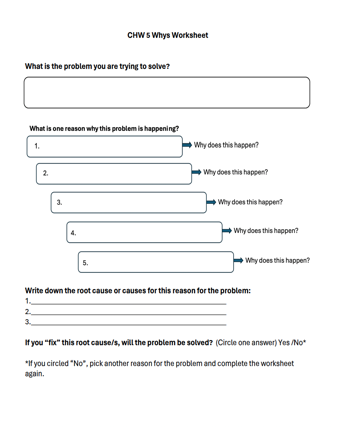 CHW 5 Whys Worksheet
What is the problem you are trying to solve?
What is one reason why this problem is happening?
1.
Why does this happen?
2.
Why does this happen?
3.
Why does this happen?
4.
Why does this happen?
5.
Why does this happen?
Write down the root cause or causes for this reason for the problem:
1.
2.
3.
If you "fix" this root cause/s, will the problem be solved? (Circle one answer) Yes /No*
*If you circled "No", pick another reason for the problem and complete the worksheet
again.